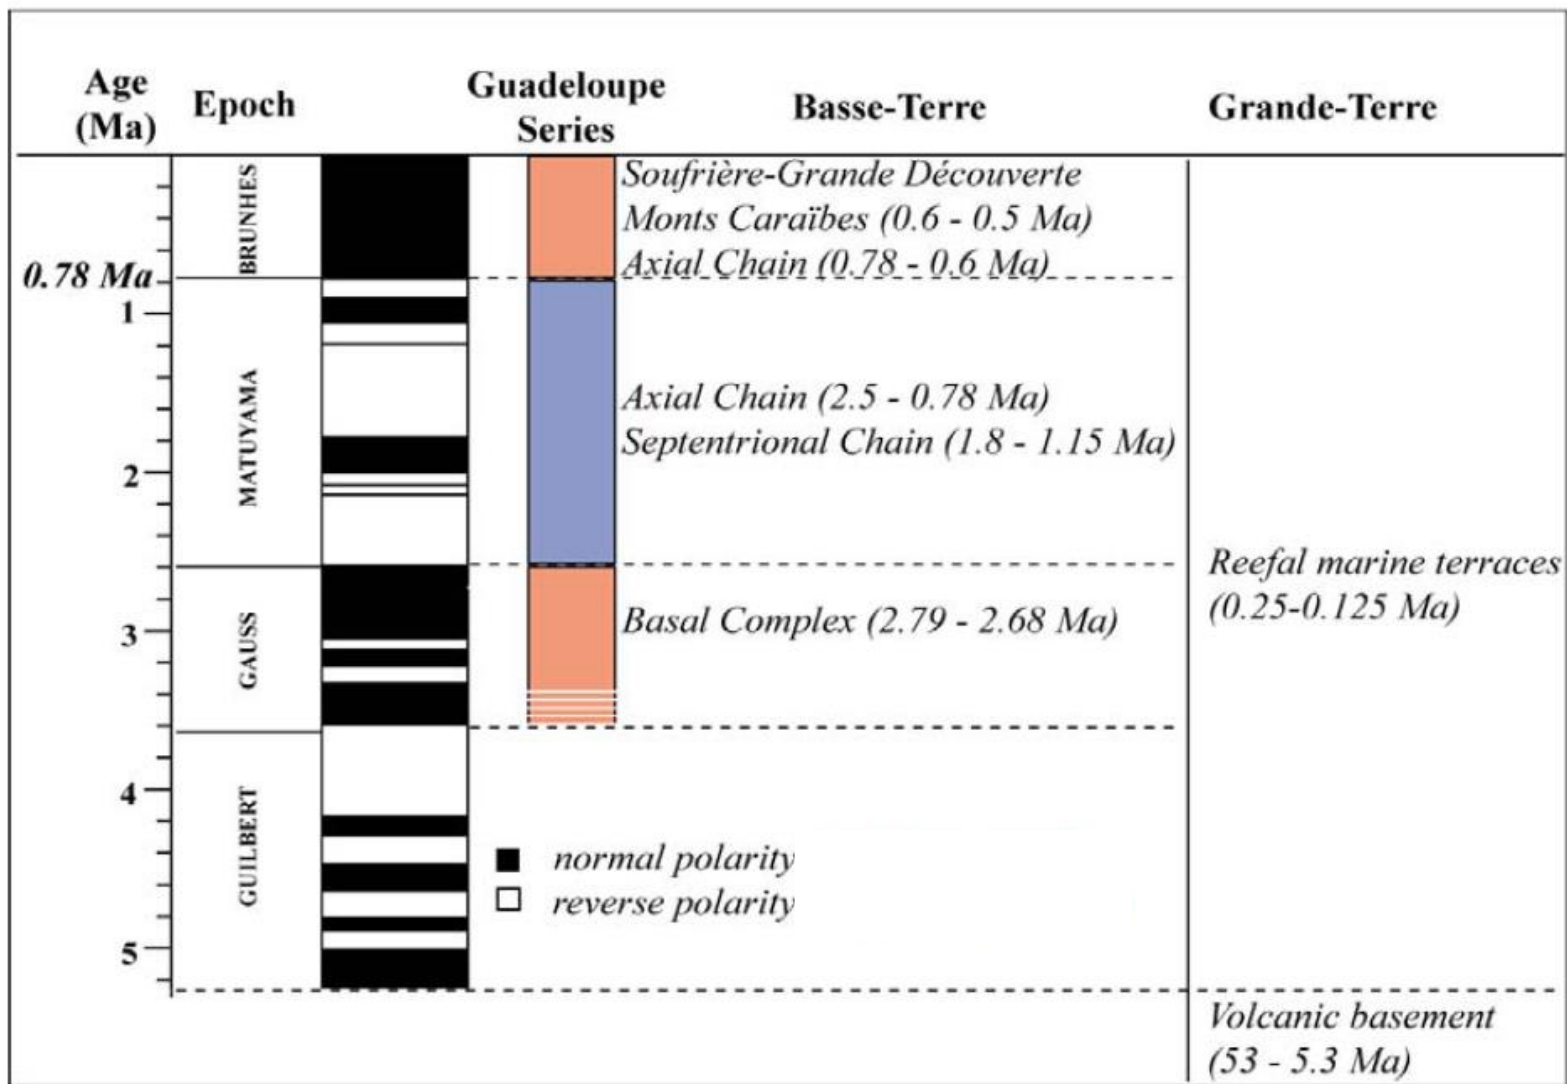 Age
(Ma)
Epoch
Guadeloupe
Series
Basse-Terre
Grande-Terre
BRUNHES
Soufrière-Grande Découverte
Monts Caraïbes (0.6 - 0.5 Ma)
Axial Chain (0.78 - 0.6 Ma)
0.78 Ma
1
MATUYAMA
Axial Chain (2.5 - 0.78 Ma)
Septentrional Chain (1.8 - 1.15 Ma)
2
Reefal marine terraces
(0.25-0.125 Ma)
GAUSS
Basal Complex (2.79 - 2.68 Ma)
3
4
GUILBERT
normal polarity
reverse polarity
5
Volcanic basement
(53 - 5.3 Ma)